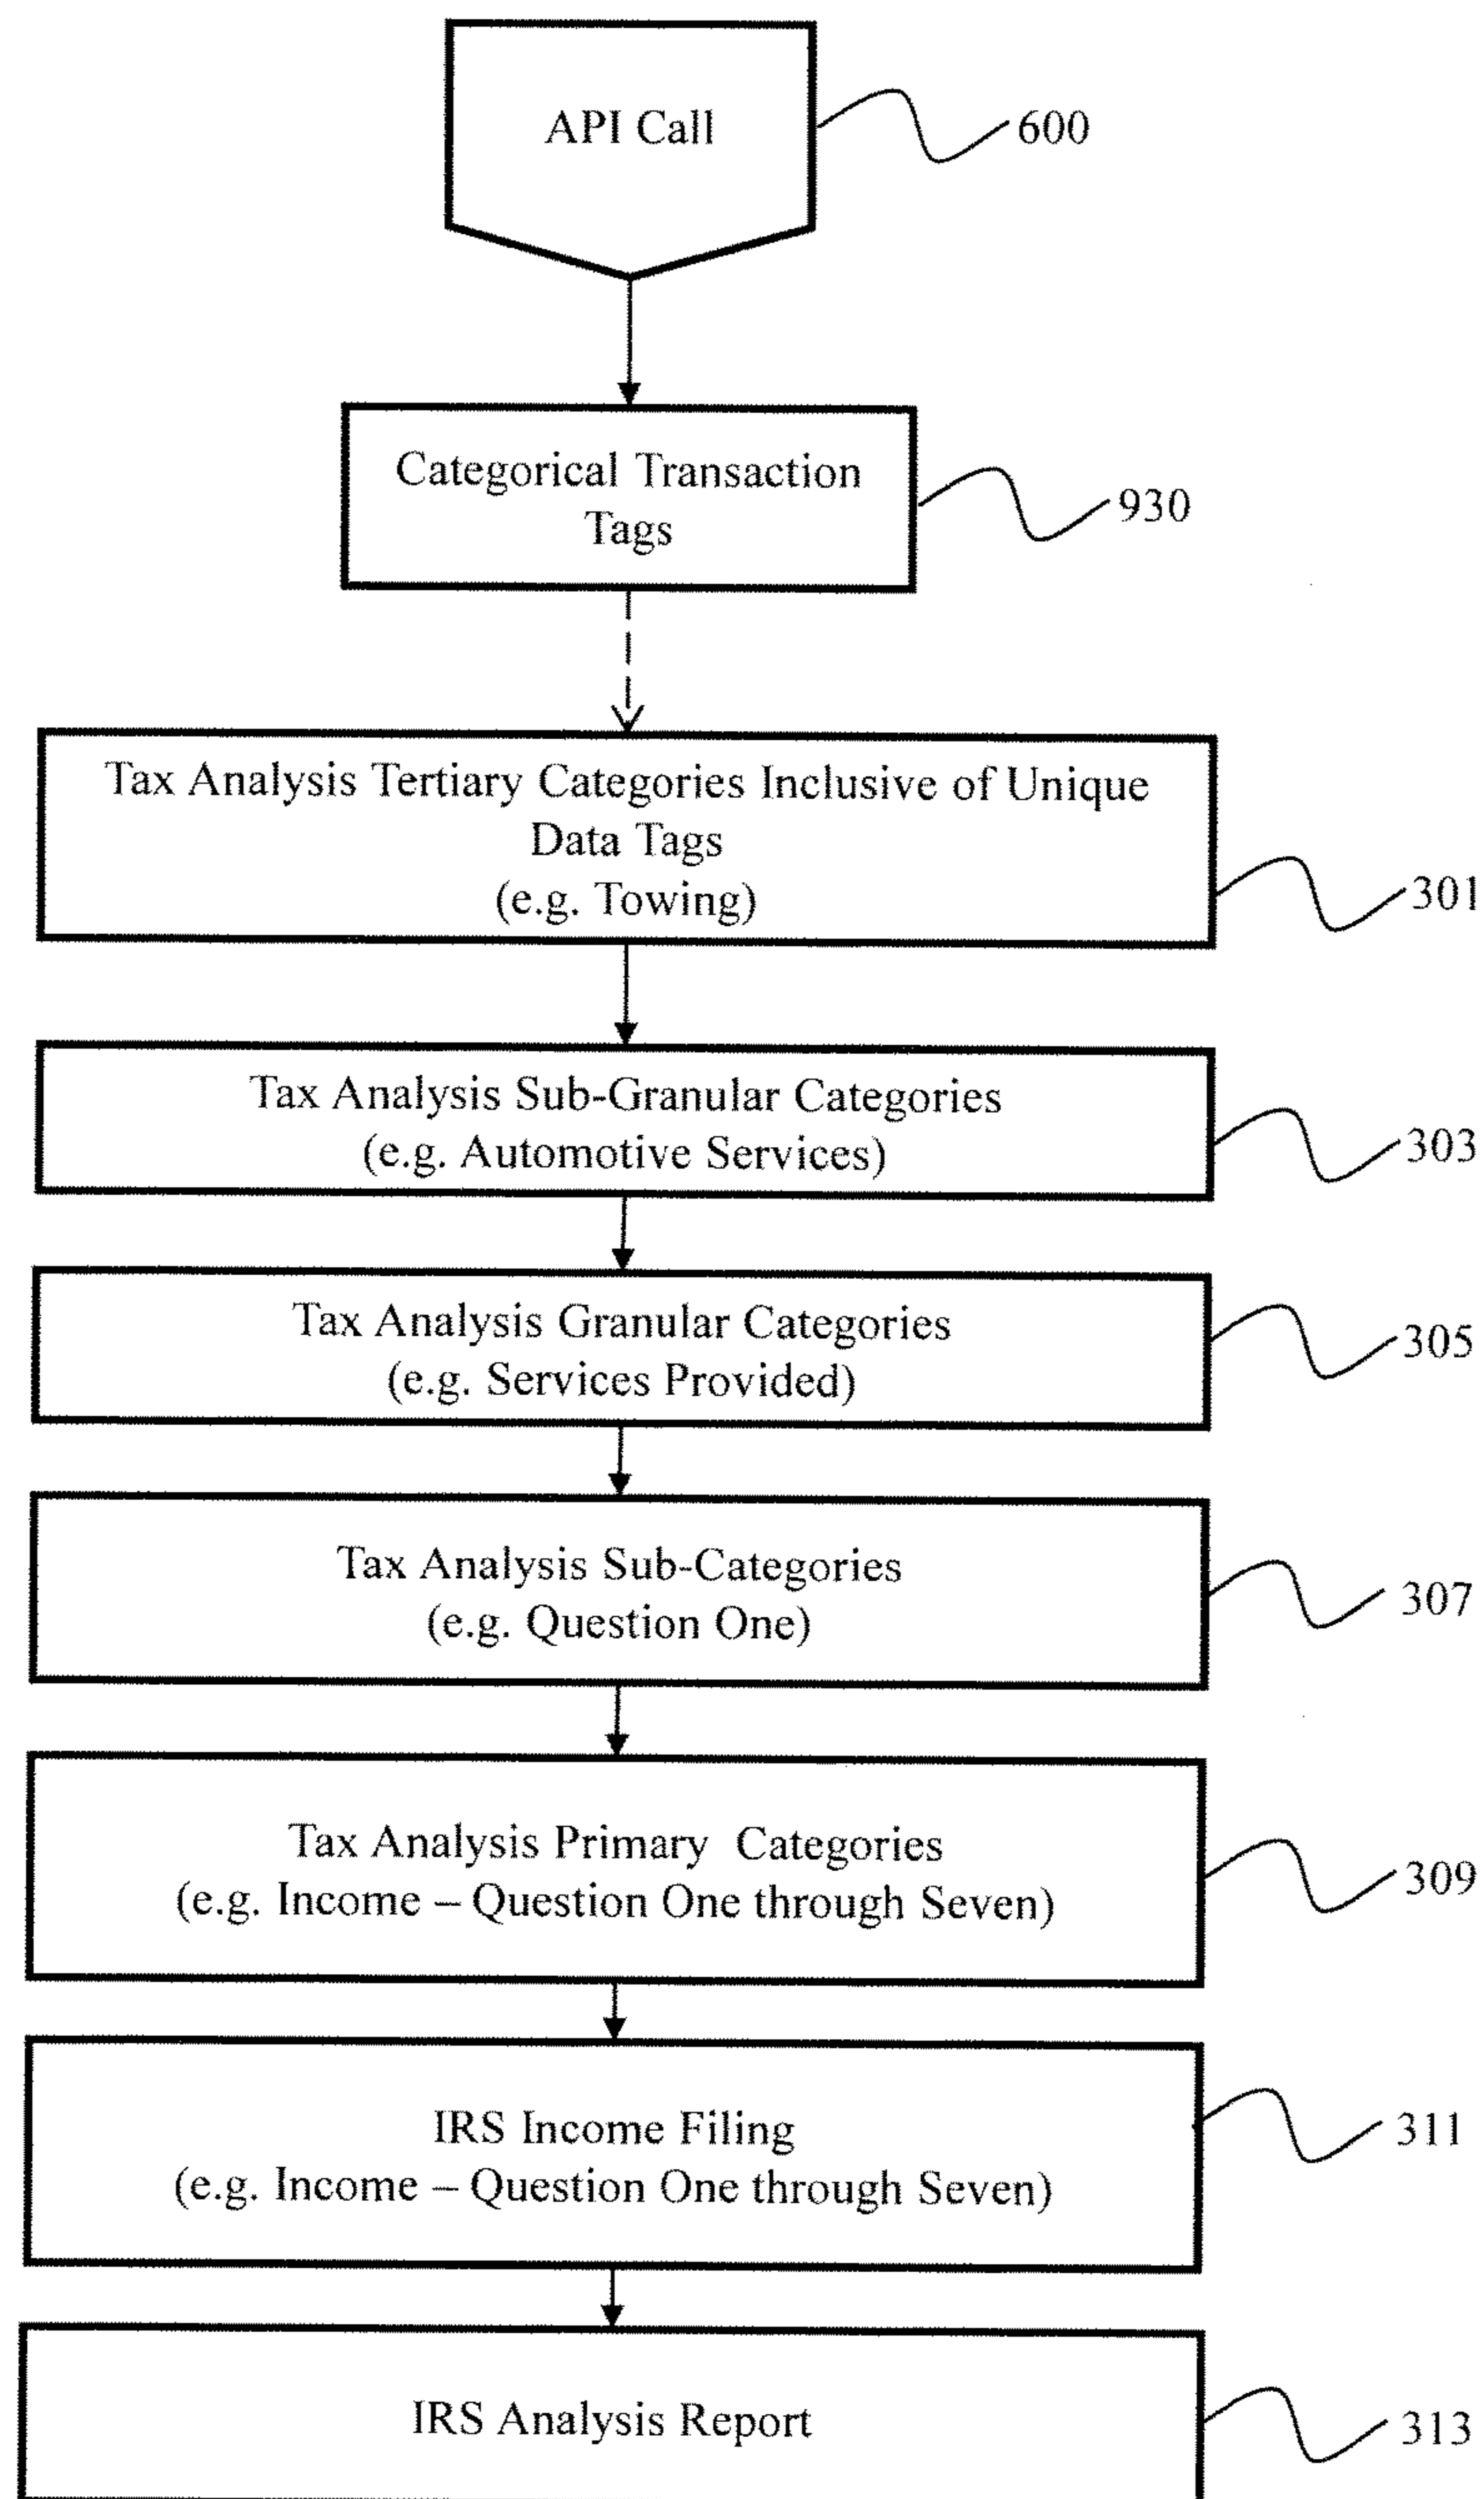 API Call
600
Categorical Transaction
Tags
930
Tax Analysis Tertiary Categories Inclusive of Unique
Data Tags
(e.g. Towing)
301
Tax Analysis Sub-Granular Categories
(e.g. Automotive Services)
303
Tax Analysis Granular Categories
(e.g. Services Provided)
305
Tax Analysis Sub-Categories
(e.g. Question One)
307
Tax Analysis Primary Categories
(e.g. Income – Question One through Seven)
309
IRS Income Filing
(e.g. Income – Question One through Seven)
311
IRS Analysis Report
313